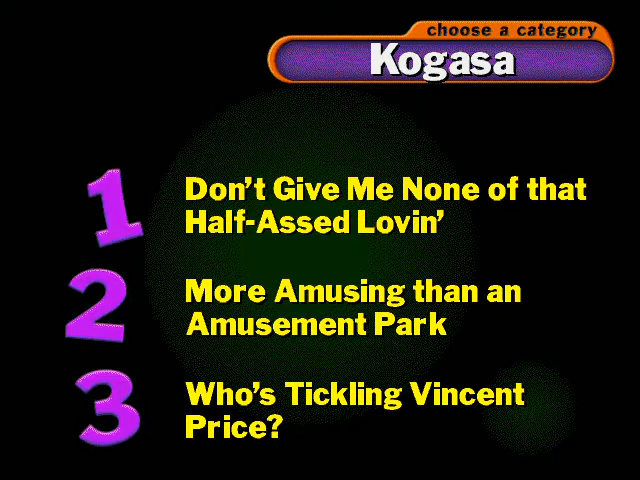 choose a category
Kogasa
1
Don't Give Me None of that
Half-Assed Lovin'
2
More Amusing than an
Amusement Park
3
Who's Tickling Vincent
Price?